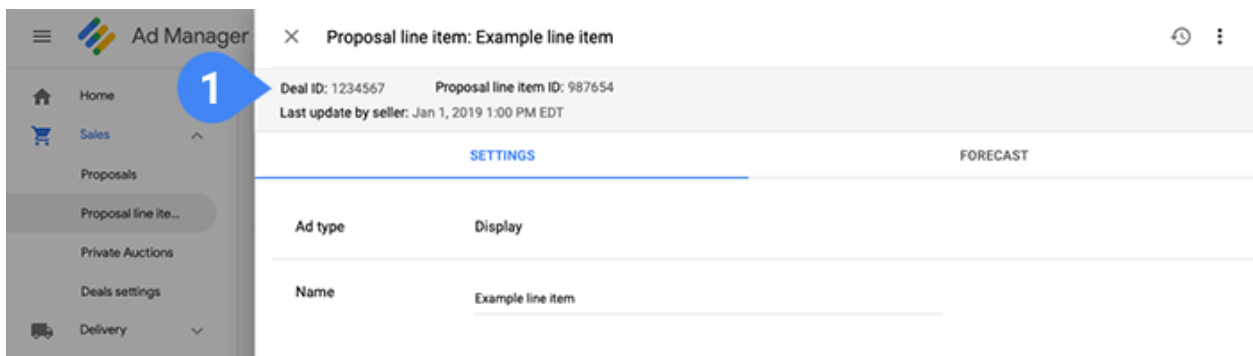 Ad Manager
Proposal line item: Example line item
1
Deal ID: 1234567 Proposal line item ID: 987654
Last update by seller: Jan 1, 2019 1:00 PM EDT
Home
Sales
Proposals
Proposal line ite...
Private Auctions
Deals settings
Delivery
SETTINGS FORECAST
Ad type Display
Name Example line item